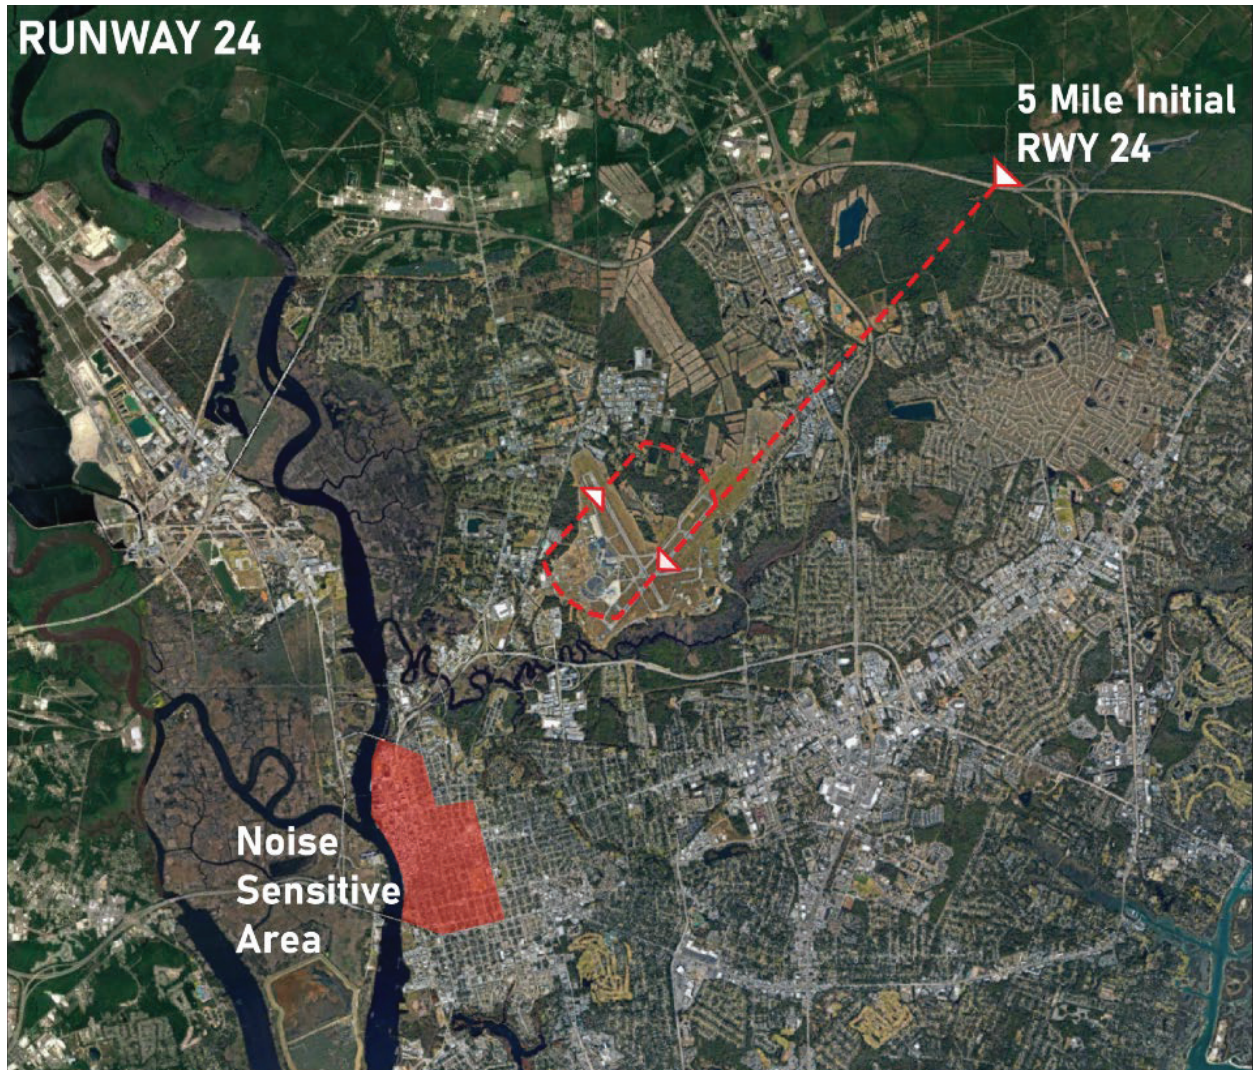 RUNWAY 24
5 Mile Initial
RWY 24
Noise
Sensitive
Area